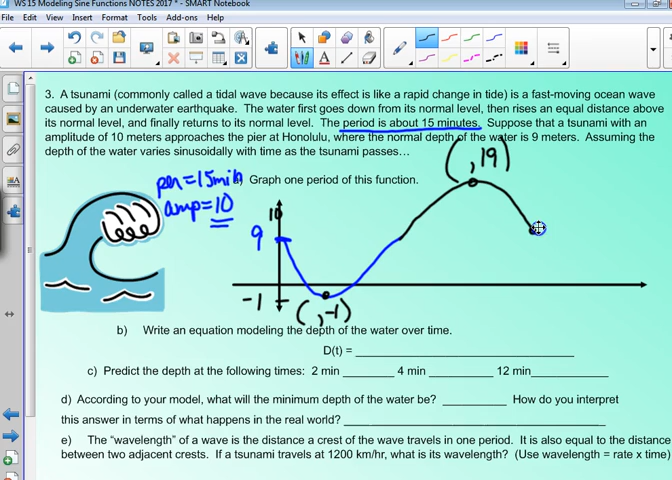 WS 15 Modeling Sine Functions NOTES 2017 * - SMART Notebook
File Edit View Insert Format Tools Add-ons Help
3. A tsunami (commonly called a tidal wave because its effect is like a rapid change in tide) is a fast-moving ocean wave
caused by an underwater earthquake. The water first goes down from its normal level, then rises an equal distance above
its normal level, and finally returns to its normal level. The period is about 15 minutes. Suppose that a tsunami with an
amplitude of 10 meters approaches the pier at Honolulu, where the normal depth of the water is 9 meters. Assuming the
depth of the water varies sinusoidally with time as the tsunami passes…
( , 19)
per = 15 min
Graph one period of this function.
amp = 10
10
9
-1
( , -1)
b) Write an equation modeling the depth of the water over time.
D(t) = ____________________
c) Predict the depth at the following times: 2 min ________ 4 min __________ 12 min____________
d) According to your model, what will the minimum depth of the water be? __________ How do you interpret
this answer in terms of what happens in the real world? ________________________________________
e) The “wavelength” of a wave is the distance a crest of the wave travels in one period. It is also equal to the distance
between two adjacent crests. If a tsunami travels at 1200 km/hr, what is its wavelength? (Use wavelength = rate x time)